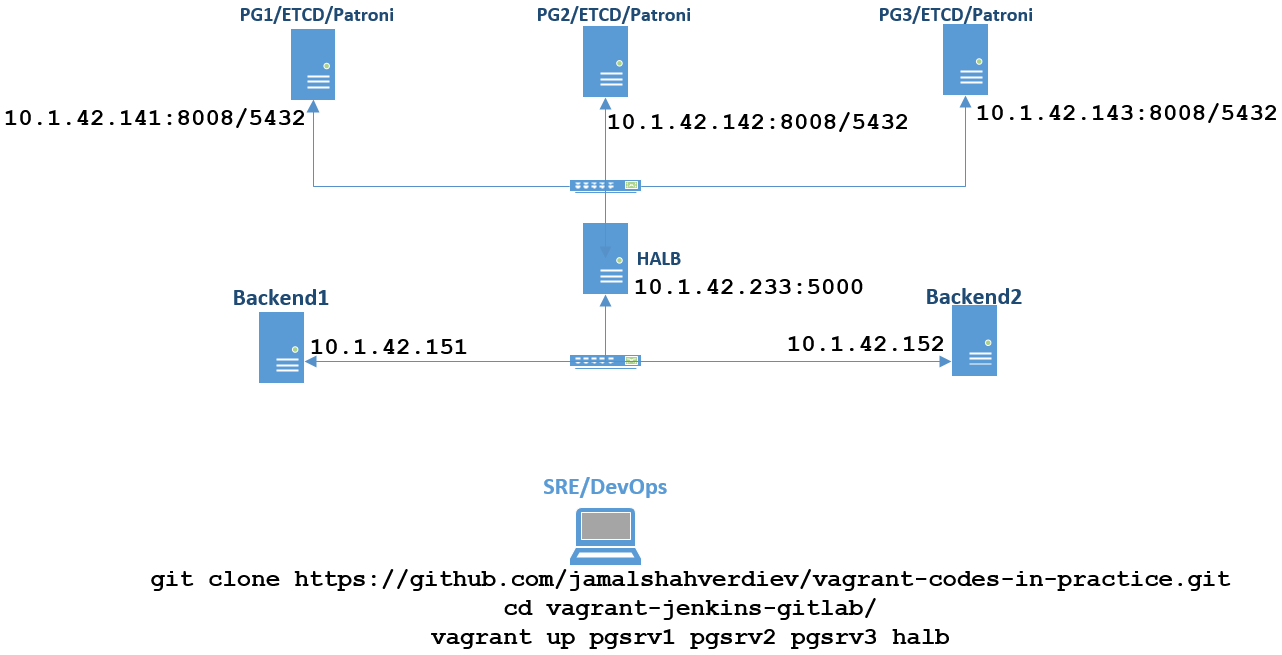 PG1/ETCD/Patroni
PG2/ETCD/Patroni
PG3/ETCD/Patroni
10.1.42.141:8008/5432
10.1.42.142:8008/5432
10.1.42.143:8008/5432
HALB
10.1.42.233:5000
Backend1
Backend2
10.1.42.151
10.1.42.152
SRE/DevOps
git clone https://github.com/jamalshahverdiev/vagrant-codes-in-practice.git
cd vagrant-jenkins-gitlab/
vagrant up pgsrv1 pgsrv2 pgsrv3 halb